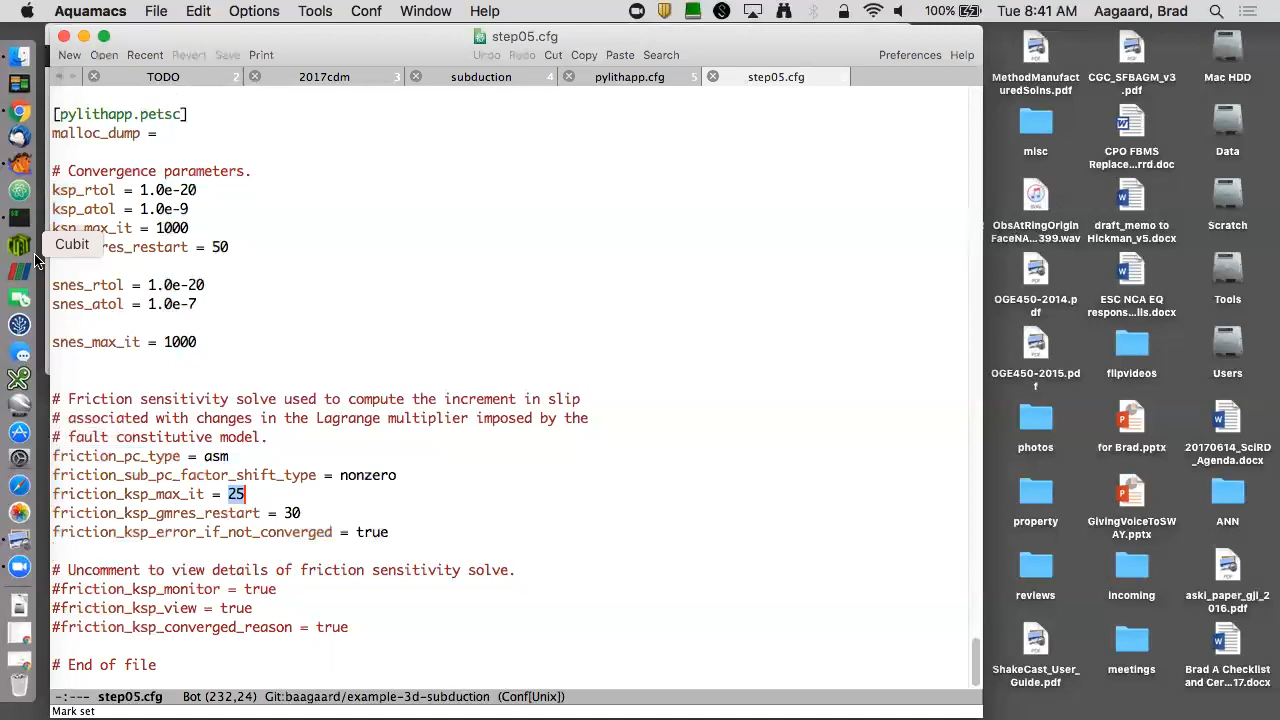 Aquamacs File Edit Options Tools Conf Window Help
100% Tue 8:41 AM Aagaard, Brad
step05.cfg
New Open Recent Revert Save Print
Undo Redo Cut Copy Paste Search
Preferences Help
TODO 2
2017cdm 3
subduction 4
pylithapp.cfg 5
step05.cfg
[pylithapp.petsc]
malloc_dump =
# Convergence parameters.
ksp_rtol = 1.0e-20
ksp_atol = 1.0e-9
ksp_max_it = 1000
Cubit
res_restart = 50
snes_rtol = 1.0e-20
snes_atol = 1.0e-7
snes_max_it = 1000
# Friction sensitivity solve used to compute the increment in slip
# associated with changes in the Lagrange multiplier imposed by the
# fault constitutive model.
friction_pc_type = asm
friction_sub_pc_factor_shift_type = nonzero
friction_ksp_max_it = 25
friction_ksp_gmres_restart = 30
friction_ksp_error_if_not_converged = true
# Uncomment to view details of friction sensitivity solve.
#friction_ksp_monitor = true
#friction_ksp_view = true
#friction_ksp_converged_reason = true
# End of file
-:--- step05.cfg Bot (232,24) Git:baagaard/example-3d-subduction (Conf[Unix])
Mark set
MethodManufact
uredSolns.pdf
CGC_SFBAGM_v3
.pdf
Mac HDD
misc
CPO FBMS
Replace...rrd.doc
Data
ObsAtRingOrigin
FaceNA...399.wav
draft_memo to
Hickman_v5.docx
Scratch
OGE450-2014.p
df
ESC NCA EQ
respons...lls.docx
Tools
OGE450-2015.pd
f
flipvideos
Users
photos
for Brad.pptx
20170614_SciRD
_Agenda.docx
property
GivingVoiceToSW
AY.pptx
ANN
reviews
incoming
aski_paper_gji_2
016.pdf
ShakeCast_User_
Guide.pdf
meetings
Brad A Checklist
and Cer...17.docx